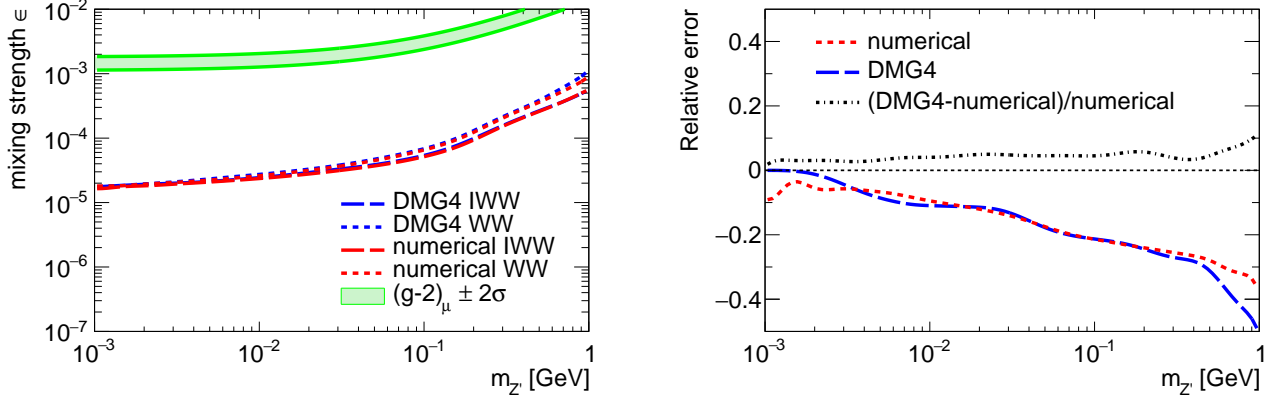 mixing strength ϵ
10⁻²
10⁻³
10⁻⁴
10⁻⁵
10⁻⁶
10⁻⁷
DMG4 IWW
DMG4 WW
numerical IWW
numerical WW
(g-2)μ ± 2σ
10⁻³ 10⁻² 10⁻¹ 1
m_Z' [GeV]
Relative error
0.4
0.2
0
−0.2
−0.4
numerical
DMG4
(DMG4-numerical)/numerical
10⁻³ 10⁻² 10⁻¹ 1
m_Z' [GeV]